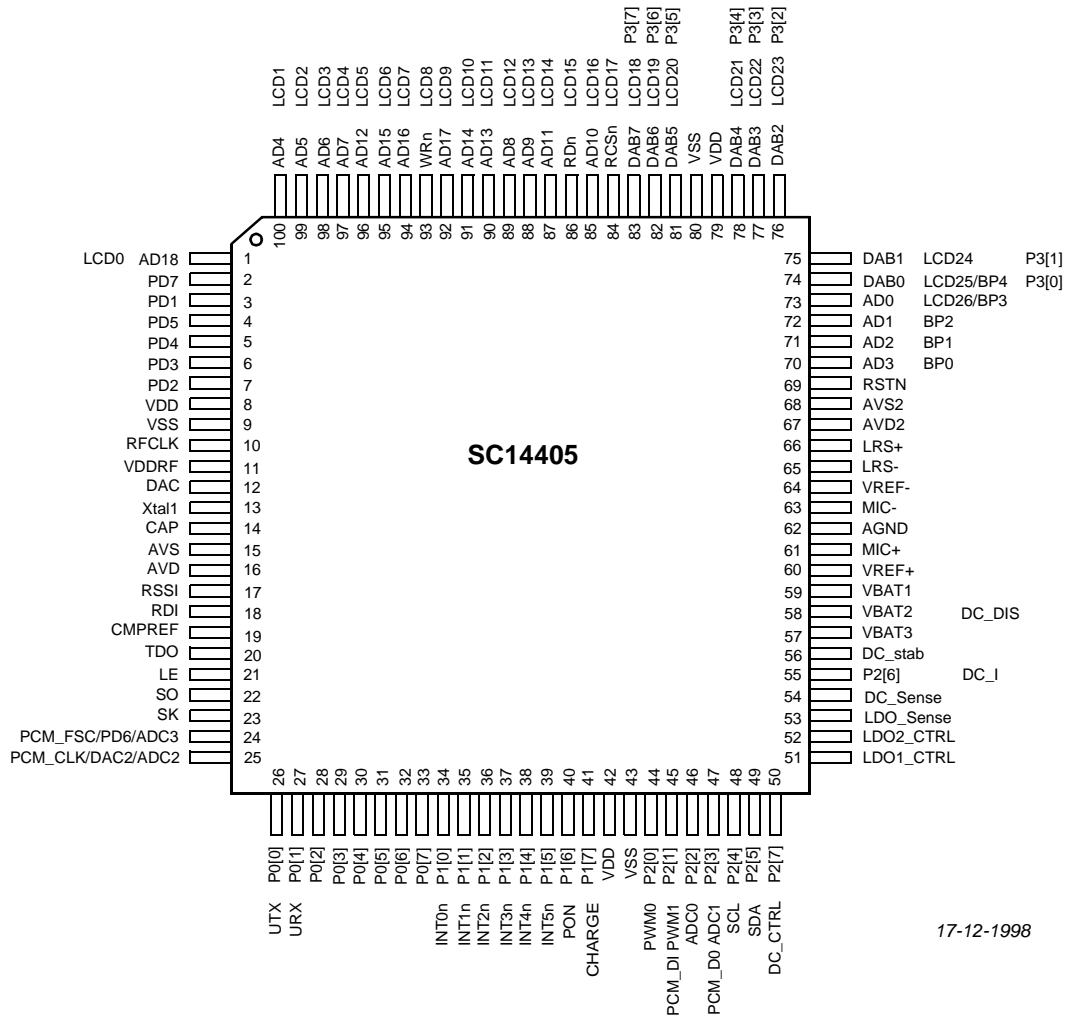 P3[7] P3[6] P3[5] P3[4] P3[3] P3[2]
LCD1 LCD2 LCD3 LCD4 LCD5 LCD6 LCD7 LCD8 LCD9 LCD10 LCD11 LCD12 LCD13 LCD14 LCD15 LCD16 LCD17 LCD18 LCD19 LCD20 LCD21 LCD22 LCD23
AD4 AD5 AD6 AD7 AD12 AD15 AD16 WRn AD17 AD14 AD13 AD8 AD9 AD11 RDn AD10 RCSn DAB7 DAB6 DAB5 VSS VDD DAB4 DAB3 DAB2
100 99 98 97 96 95 94 93 92 91 90 89 88 87 86 85 84 83 82 81 80 79 78 77 76
LCD0 AD18 1 75 DAB1 LCD24 P3[1]
PD7 2 74 DAB0 LCD25/BP4 P3[0]
PD1 3 73 AD0 LCD26/BP3
PD5 4 72 AD1 BP2
PD4 5 71 AD2 BP1
PD3 6 70 AD3 BP0
PD2 7 69 RSTN
VDD 8 68 AVS2
VSS 9 67 AVD2
RFCLK 10 66 LRS+
SC14405
VDDRF 11 65 LRS-
DAC 12 64 VREF-
Xtal1 13 63 MIC-
CAP 14 62 AGND
AVS 15 61 MIC+
AVD 16 60 VREF+
RSSI 17 59 VBAT1
RDI 18 58 VBAT2 DC_DIS
CMPREF 19 57 VBAT3
TDO 20 56 DC_stab
LE 21 55 P2[6] DC_I
SO 22 54 DC_Sense
SK 23 53 LDO_Sense
PCM_FSC/PD6/ADC3 24 52 LDO2_CTRL
PCM_CLK/DAC2/ADC2 25 51 LDO1_CTRL
26 27 28 29 30 31 32 33 34 35 36 37 38 39 40 41 42 43 44 45 46 47 48 49 50
P0[0] P0[1] P0[2] P0[3] P0[4] P0[5] P0[6] P0[7] P1[0] P1[1] P1[2] P1[3] P1[4] P1[5] P1[6] P1[7] VDD VSS P2[0] P2[1] P2[2] P2[3] P2[4] P2[5] P2[7]
UTX URX INT0n INT1n INT2n INT3n INT4n INT5n PON CHARGE PWM0 PCM_DI PWM1 ADC0 PCM_D0 ADC1 SCL SDA DC_CTRL
17-12-1998